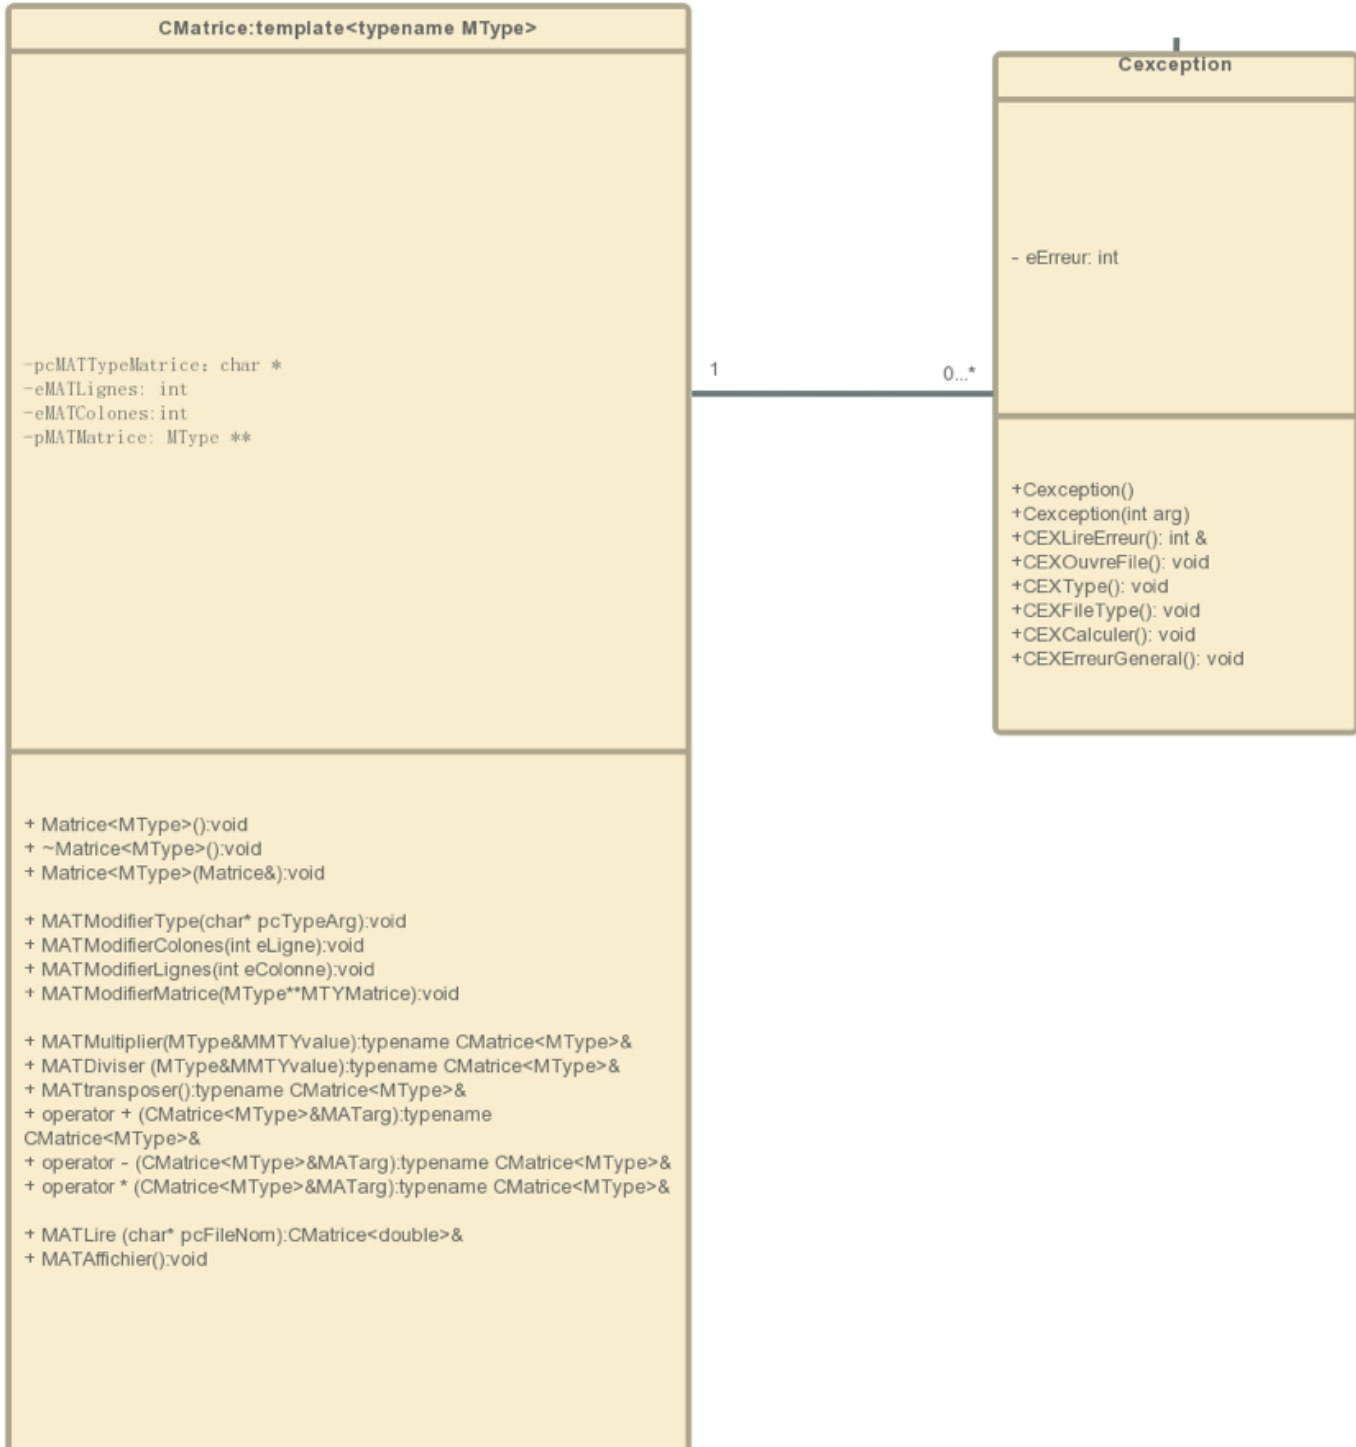 CMatrice:template<typename MType>
-pcMATTypeMatrice: char *
-eMATLignes: int
-eMATColones:int
-pMATMatrice: MType **
+ Matrice<MType>():void
+ ~Matrice<MType>():void
+ Matrice<MType>(Matrice&):void
+ MATModifierType(char* pcTypeArg):void
+ MATModifierColones(int eLigne):void
+ MATModifierLignes(int eColonne):void
+ MATModifierMatrice(MType**MTYMatrice):void
+ MATMultiplier(MType&MMTYvalue):typename CMatrice<MType>&
+ MATDiviser (MType&MMTYvalue):typename CMatrice<MType>&
+ MATtransposer():typename CMatrice<MType>&
+ operator + (CMatrice<MType>&MATarg):typename
CMatrice<MType>&
+ operator - (CMatrice<MType>&MATarg):typename CMatrice<MType>&
+ operator * (CMatrice<MType>&MATarg):typename CMatrice<MType>&
+ MATLire (char* pcFileNom):CMatrice<double>&
+ MATAffichier():void
1
0...*
Cexception
- eErreur: int
+Cexception()
+Cexception(int arg)
+CEXLireErreur(): int &
+CEXOuvreFile(): void
+CEXType(): void
+CEXFileType(): void
+CEXCalculer(): void
+CEXErreurGeneral(): void